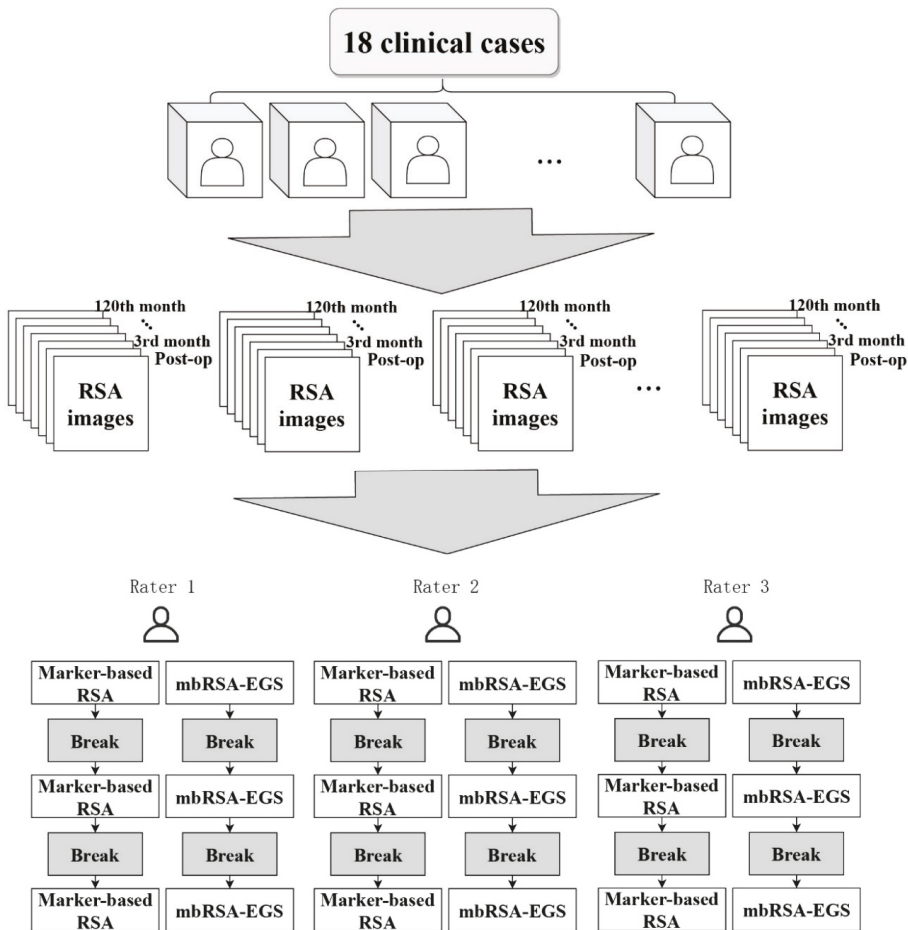 18 clinical cases
...
120th month
...
3rd month
Post-op
RSA
images
120th month
...
3rd month
Post-op
RSA
images
120th month
...
3rd month
Post-op
RSA
images
...
120th month
...
3rd month
Post-op
RSA
images
Rater 1
Rater 2
Rater 3
Marker-based
RSA
mbRSA-EGS
Marker-based
RSA
mbRSA-EGS
Marker-based
RSA
mbRSA-EGS
Break
Break
Break
Break
Break
Break
Marker-based
RSA
mbRSA-EGS
Marker-based
RSA
mbRSA-EGS
Marker-based
RSA
mbRSA-EGS
Break
Break
Break
Break
Break
Break
Marker-based
RSA
mbRSA-EGS
Marker-based
RSA
mbRSA-EGS
Marker-based
RSA
mbRSA-EGS